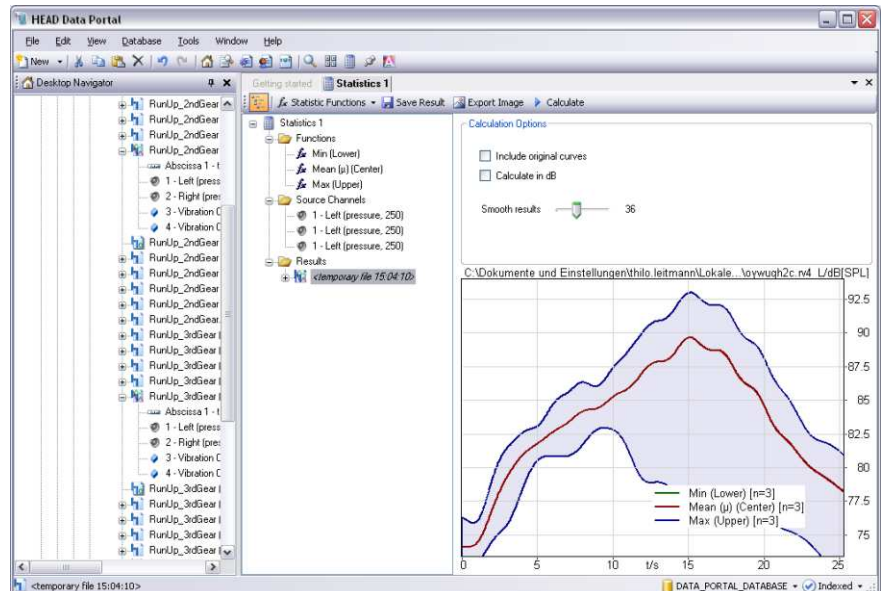 HEAD Data Portal
File Edit View Database Tools Window Help
New
Desktop Navigator
RunUp_2ndGear
RunUp_2ndGear
RunUp_2ndGear
RunUp_2ndGear
Abscissa 1 - t
1 - Left (press
2 - Right (pres
3 - Vibration C
4 - Vibration C
RunUp_2ndGear
RunUp_2ndGear
RunUp_2ndGear
RunUp_2ndGear
RunUp_2ndGear
RunUp_2ndGear.
RunUp_3rdGear (
RunUp_3rdGear (
RunUp_3rdGear (
RunUp_3rdGear (
RunUp_3rdGear (
Abscissa 1 - t
1 - Left (press
2 - Right (pres
3 - Vibration C
4 - Vibration C
RunUp_3rdGear (
RunUp_3rdGear (
RunUp_3rdGear (
RunUp_3rdGear (
RunUp_3rdGear (
Getting started Statistics 1
Statistic Functions Save Result Export Image Calculate
Statistics 1
Functions
Min (Lower)
Mean (µ) (Center)
Max (Upper)
Source Channels
1 - Left (pressure, 250)
1 - Left (pressure, 250)
1 - Left (pressure, 250)
Results
<temporary file 15:04:10>
Calculation Options
Include original curves
Calculate in dB
Smooth results 36
C:\Dokumente und Einstellungen\thilo.leitmann\Lokale...\oywugh2c.rv4 L/dB[SPL]
92.5
90
87.5
85
82.5
80
77.5
75
Min (Lower) [n=3]
Mean (µ) (Center) [n=3]
Max (Upper) [n=3]
0 5 10 t/s 15 20 25
<temporary file 15:04:10> DATA_PORTAL_DATABASE Indexed